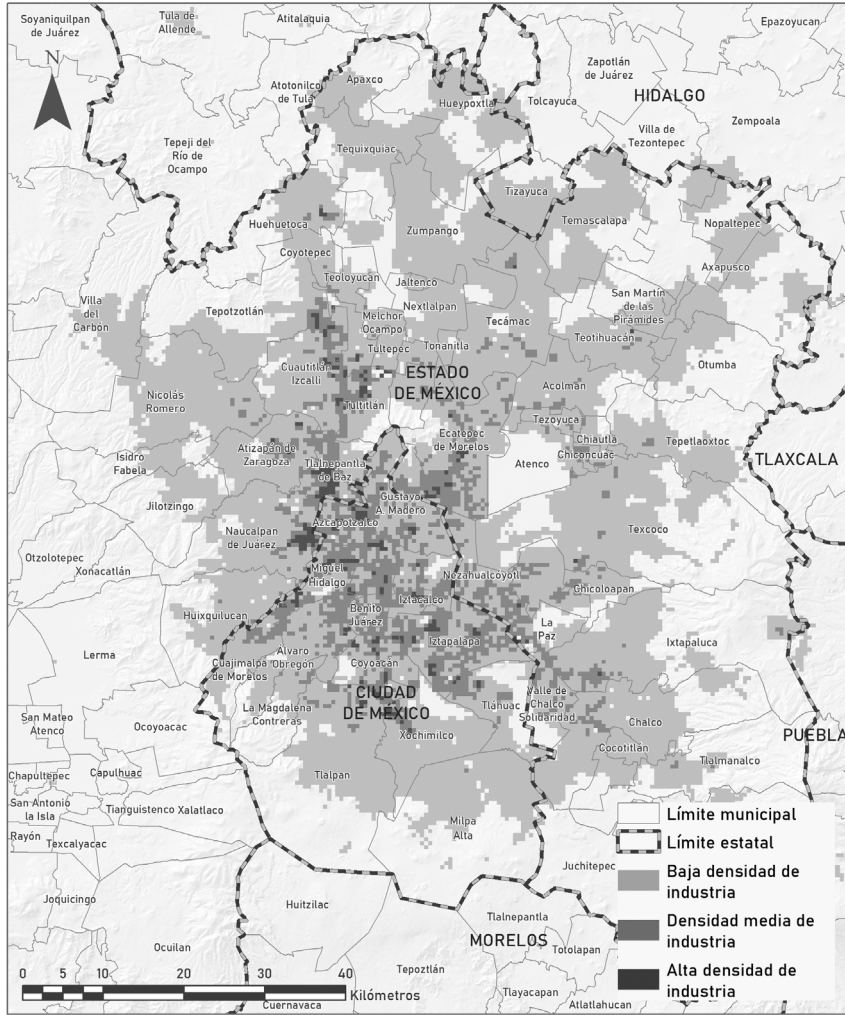 Soyaniquilpan
de Juárez
Tula de
Allende
Atitalaquia
Epazoyucan
N
Atotonilco
de Tula
Apaxco
Hueypoxtla
Tolcayuca
Zapotlán
de Juárez
HIDALGO
Villa de
Tezontepec
Zempoala
Tepeji del
Río de
Ocampo
Tequixquiac
Tizayuca
Huehuetoca
Zumpango
Temascalapa
Nopaltepec
Coyotepec
Axapusco
Teoloyucan
Jaltenco
Villa
del
Carbón
Tepotzotlán
Nextlalpan
San Martín
de las
Pirámides
Melchor
Ocampo
Tecámac
Teotihuacán
Tultepec
Tonanitla
Cuautitlán
Izcalli
ESTADO
DE MÉXICO
Otumba
Nicolás
Romero
Acolmán
Tultitlán
Tezoyuca
Ecatepec
de Morelos
Chiautla
Tepetlaoxtoc
Atizapán de
Zaragoza
Chiconcuac
Isidro
Fabela
Tlalnepantla
de Baz
Atenco
TLAXCALA
Jilotzingo
Gustavo
A. Madero
Azcapotzalco
Naucalpan
de Juárez
Texcoco
Otzolotepec
Xonacatlán
Miguel
Hidalgo
Nezahualcóyotl
Chicoloapan
Iztacalco
Benito
Juárez
Huixquilucan
La
Paz
Iztapalapa
Ixtapaluca
Lerma
Álvaro
Obregón
Cuajimalpa
de Morelos
Coyoacán
CIUDAD
DE MÉXICO
Valle de
Chalco
Solidaridad
La Magdalena
Contreras
Tláhuac
San Mateo
Atenco
Ocoyoacac
Chalco
Xochimilco
PUEBLA
Cocotitlán
Tlalmanalco
Chapultepec
Capulhuac
Tlalpan
San Antonio
la Isla
Tianguistenco
Xalatlaco
Milpa
Alta
Rayón
Texcalyacac
Juchitepec
Joquicingo
Huitzilac
Tlalnepantla
MORELOS
Totolapan
Ocuilan
Tepoztlán
Tlayacapan
Atlatlahucan
Cuernavaca
Límite municipal
Límite estatal
Baja densidad de
industria
Densidad media de
industria
Alta densidad de
industria
0 5 10 20 30 40
Kilómetros